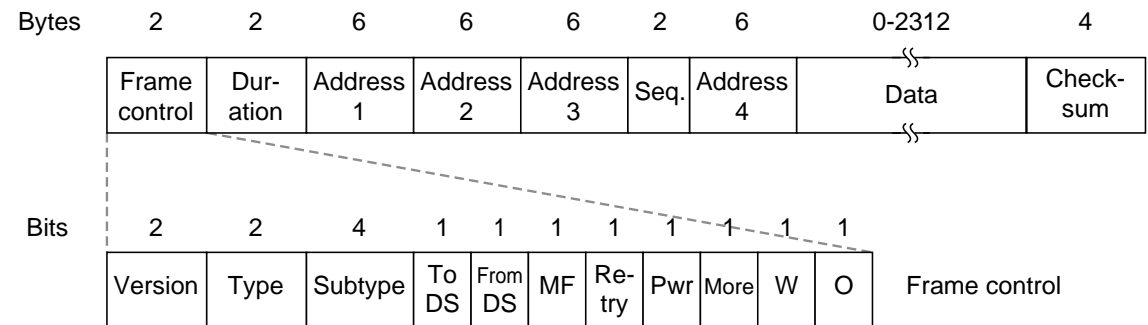 Bytes 2 2 6 6 6 2 6 0-2312 4
Frame control Dur- ation Address 1 Address 2 Address 3 Seq. Address 4 Data Check- sum
Bits 2 2 4 1 1 1 1 1 1 1 1
Version Type Subtype To DS From DS MF Re- try Pwr More W O Frame control